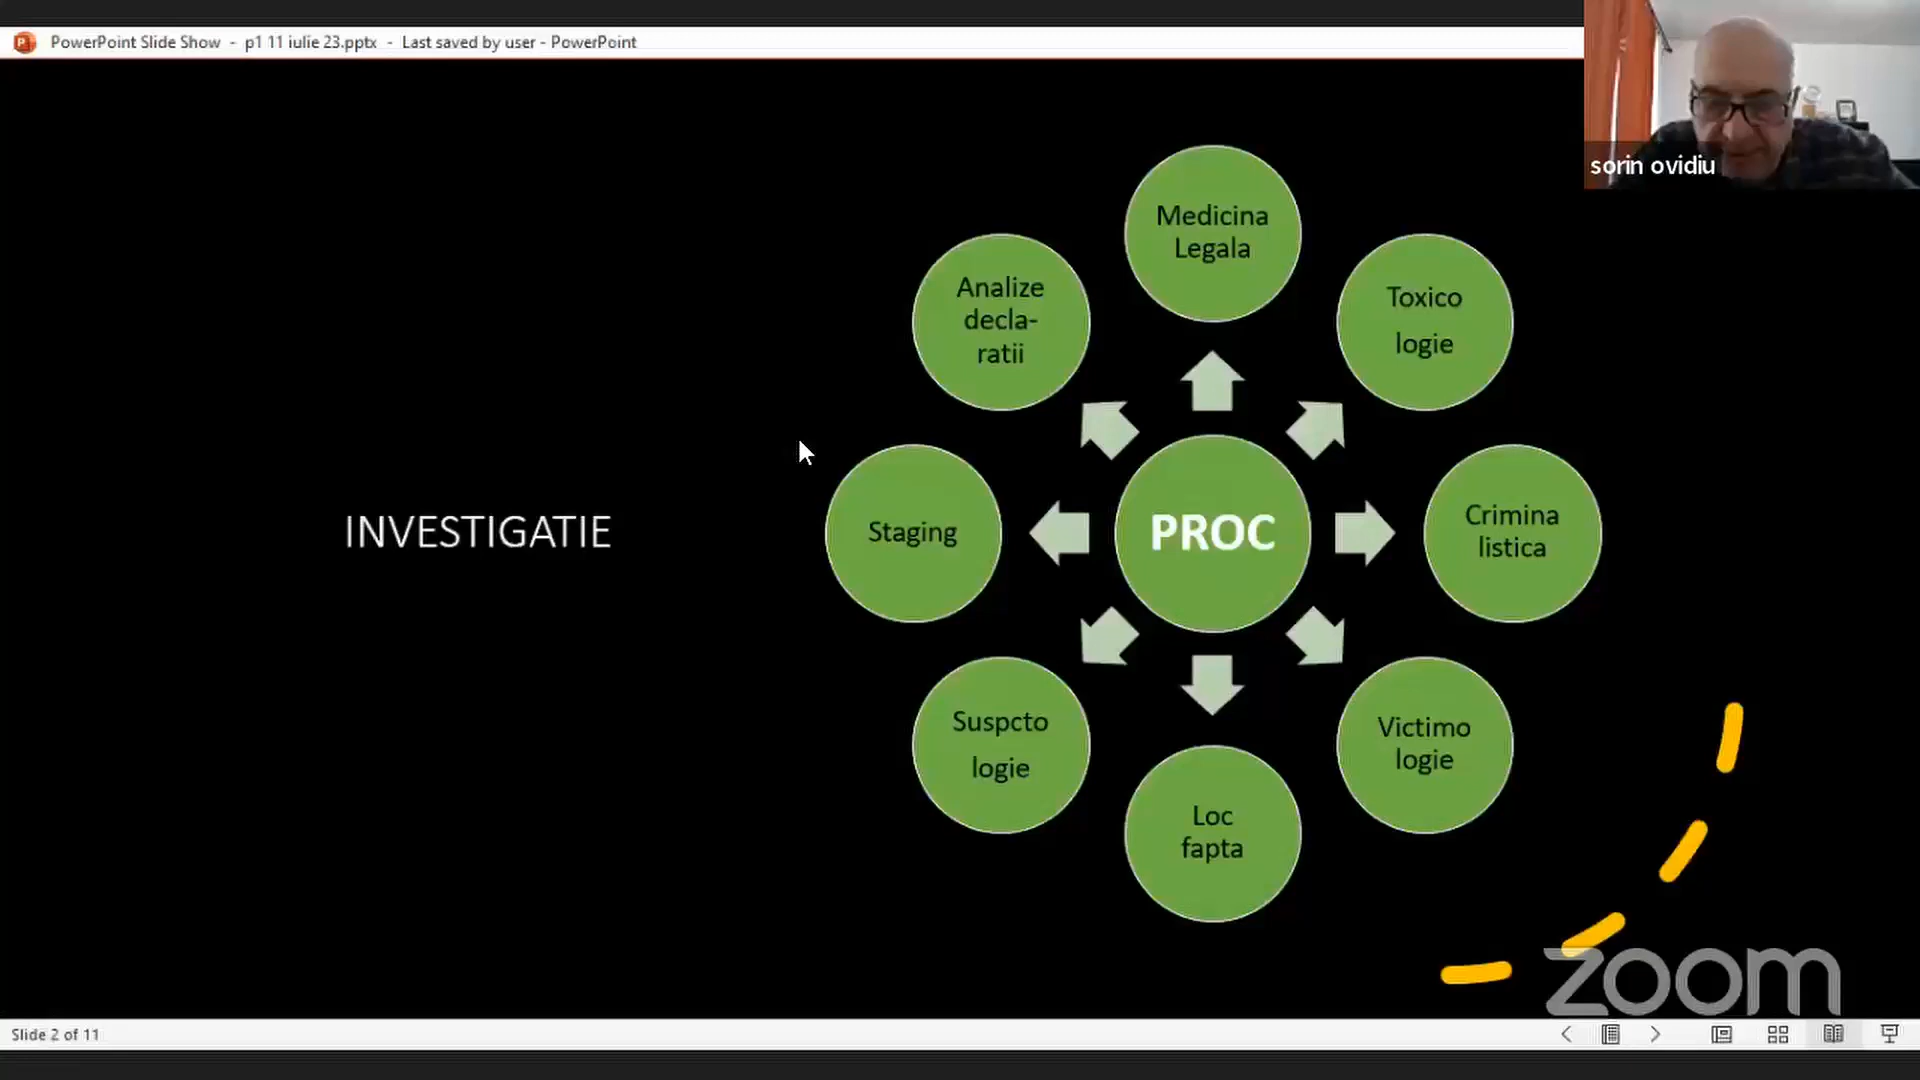 PowerPoint Slide Show - p1 11 iulie 23.pptx - Last saved by user - PowerPoint
sorin ovidiu
INVESTIGATIE
Medicina
Legala
Toxico
logie
Crimina
listica
Victimo
logie
Loc
fapta
Suspcto
logie
Staging
Analize
decla-
ratii
PROC
zoom
Slide 2 of 11